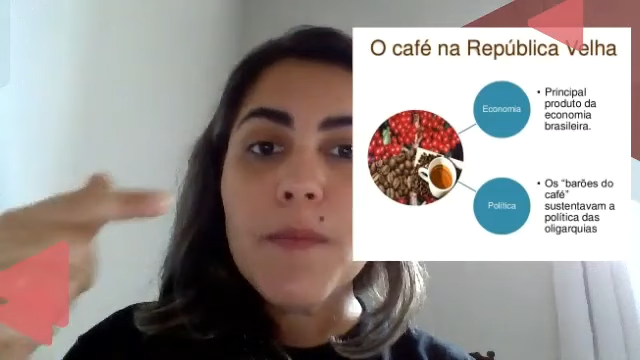 O café na República Velha
Economia
• Principal
produto da
economia
brasileira.
Política
• Os "barões do
café"
sustentavam a
política das
oligarquias